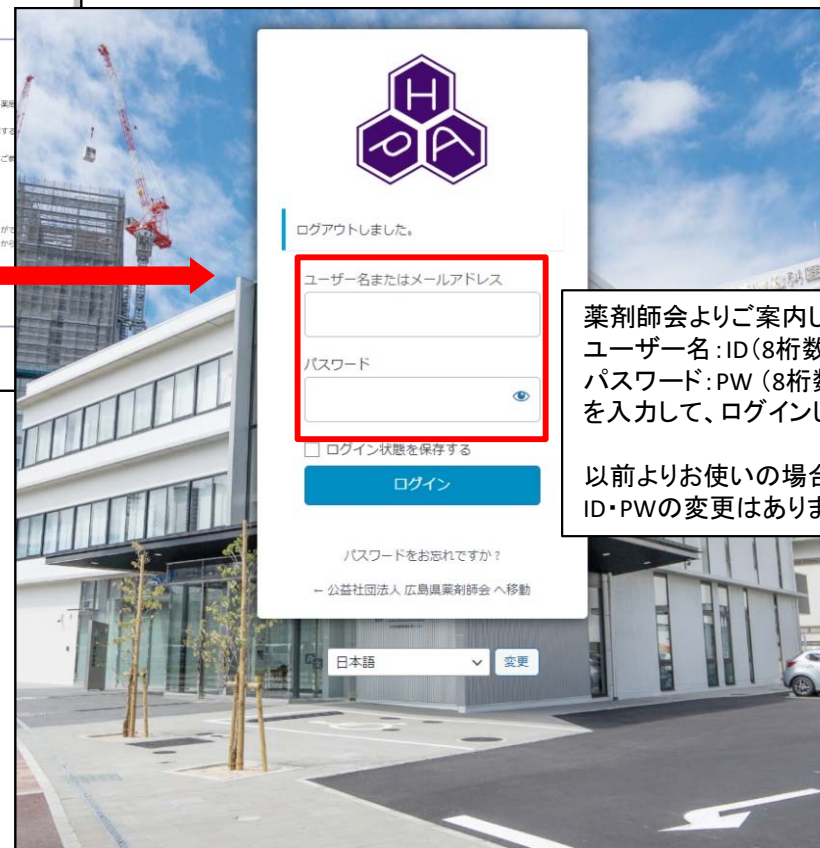 H
P
A
ログアウトしました。
ユーザー名またはメールアドレス
パスワード
ログイン状態を保存する
ログイン
パスワードをお忘れですか ?
← 公益社団法人 広島県薬剤師会 へ移動
日本語
変更
薬剤師会よりご案内し
ユーザー名：ID（8桁数
パスワード：PW （8桁数
を入力して、ログインし
以前よりお使いの場合
ID・PWの変更はありま